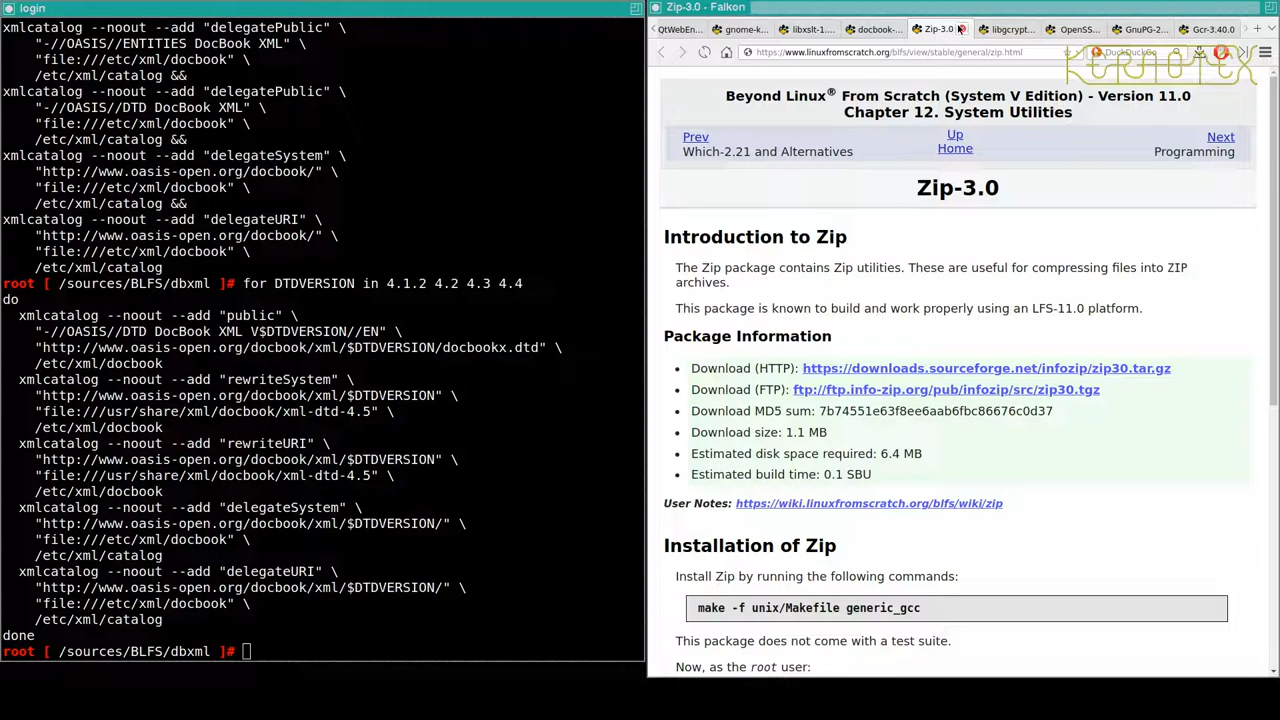 login
xmlcatalog --noout --add "delegatePublic" \
"-//OASIS//ENTITIES DocBook XML" \
"file:///etc/xml/docbook" \
/etc/xml/catalog &&
xmlcatalog --noout --add "delegatePublic" \
"-//OASIS//DTD DocBook XML" \
"file:///etc/xml/docbook" \
/etc/xml/catalog &&
xmlcatalog --noout --add "delegateSystem" \
"http://www.oasis-open.org/docbook/" \
"file:///etc/xml/docbook" \
/etc/xml/catalog &&
xmlcatalog --noout --add "delegateURI" \
"http://www.oasis-open.org/docbook/" \
"file:///etc/xml/docbook" \
/etc/xml/catalog
root [ /sources/BLFS/dbxml ]# for DTDVERSION in 4.1.2 4.2 4.3 4.4
do
xmlcatalog --noout --add "public" \
"-//OASIS//DTD DocBook XML V$DTDVERSION//EN" \
"http://www.oasis-open.org/docbook/xml/$DTDVERSION/docbookx.dtd" \
/etc/xml/docbook
xmlcatalog --noout --add "rewriteSystem" \
"http://www.oasis-open.org/docbook/xml/$DTDVERSION" \
"file:///usr/share/xml/docbook/xml-dtd-4.5" \
/etc/xml/docbook
xmlcatalog --noout --add "rewriteURI" \
"http://www.oasis-open.org/docbook/xml/$DTDVERSION" \
"file:///usr/share/xml/docbook/xml-dtd-4.5" \
/etc/xml/docbook
xmlcatalog --noout --add "delegateSystem" \
"http://www.oasis-open.org/docbook/xml/$DTDVERSION/" \
"file:///etc/xml/docbook" \
/etc/xml/catalog
xmlcatalog --noout --add "delegateURI" \
"http://www.oasis-open.org/docbook/xml/$DTDVERSION/" \
"file:///etc/xml/docbook" \
/etc/xml/catalog
done
root [ /sources/BLFS/dbxml ]#
Zip-3.0 - Falkon
QtWebEn... gnome-k... libxslt-1.... docbook-... Zip-3.0 libgcrypt... OpenSS... GnuPG-2... Gcr-3.40.0
https://www.linuxfromscratch.org/blfs/view/stable/general/zip.html DuckDuckGo
Beyond Linux® From Scratch (System V Edition) - Version 11.0
Chapter 12. System Utilities
Prev Up Next
Which-2.21 and Alternatives Home Programming
Zip-3.0
Introduction to Zip
The Zip package contains Zip utilities. These are useful for compressing files into ZIP
archives.
This package is known to build and work properly using an LFS-11.0 platform.
Package Information
• Download (HTTP): https://downloads.sourceforge.net/infozip/zip30.tar.gz
• Download (FTP): ftp://ftp.info-zip.org/pub/infozip/src/zip30.tgz
• Download MD5 sum: 7b74551e63f8ee6aab6fbc86676c0d37
• Download size: 1.1 MB
• Estimated disk space required: 6.4 MB
• Estimated build time: 0.1 SBU
User Notes: https://wiki.linuxfromscratch.org/blfs/wiki/zip
Installation of Zip
Install Zip by running the following commands:
make -f unix/Makefile generic_gcc
This package does not come with a test suite.
Now, as the root user: